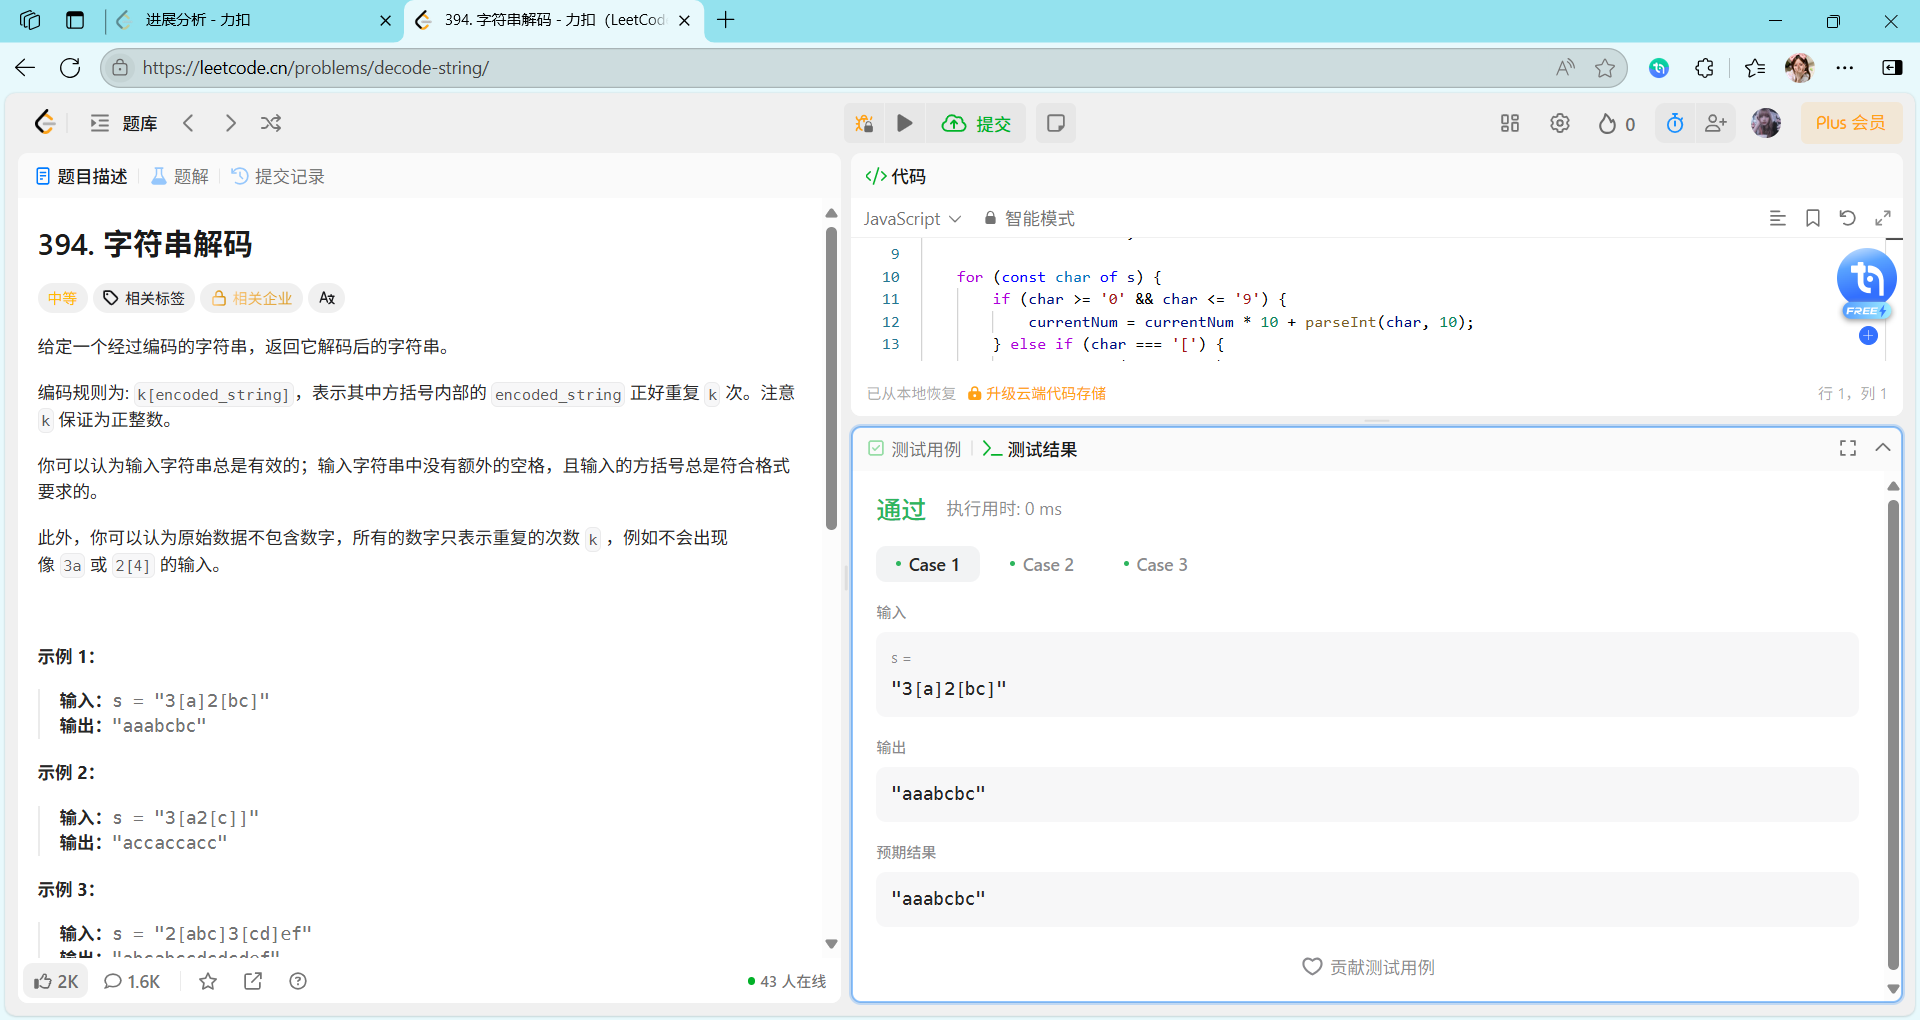 进展分析 - 力扣
394. 字符串解码 - 力扣（LeetCod
https://leetcode.cn/problems/decode-string/
题库
提交
0
Plus 会员
题目描述
题解
提交记录
394. 字符串解码
中等
相关标签
相关企业
给定一个经过编码的字符串，返回它解码后的字符串。
编码规则为: k[encoded_string]，表示其中方括号内部的 encoded_string 正好重复 k 次。注意
k 保证为正整数。
你可以认为输入字符串总是有效的；输入字符串中没有额外的空格，且输入的方括号总是符合格式
要求的。
此外，你可以认为原始数据不包含数字，所有的数字只表示重复的次数 k ，例如不会出现
像 3a 或 2[4] 的输入。
示例 1：
输入：s = "3[a]2[bc]"
输出："aaabcbc"
示例 2：
输入：s = "3[a2[c]]"
输出："accaccacc"
示例 3：
输入：s = "2[abc]3[cd]ef"
输出："abcabccdcdcdef"
2K
1.6K
43 人在线
</> 代码
JavaScript
智能模式
9
10 for (const char of s) {
11 if (char >= '0' && char <= '9') {
12 currentNum = currentNum * 10 + parseInt(char, 10);
13 } else if (char === '[') {
FREE
已从本地恢复
升级云端代码存储
行 1，列 1
测试用例
测试结果
通过
执行用时: 0 ms
Case 1
Case 2
Case 3
输入
s =
"3[a]2[bc]"
输出
"aaabcbc"
预期结果
"aaabcbc"
贡献测试用例